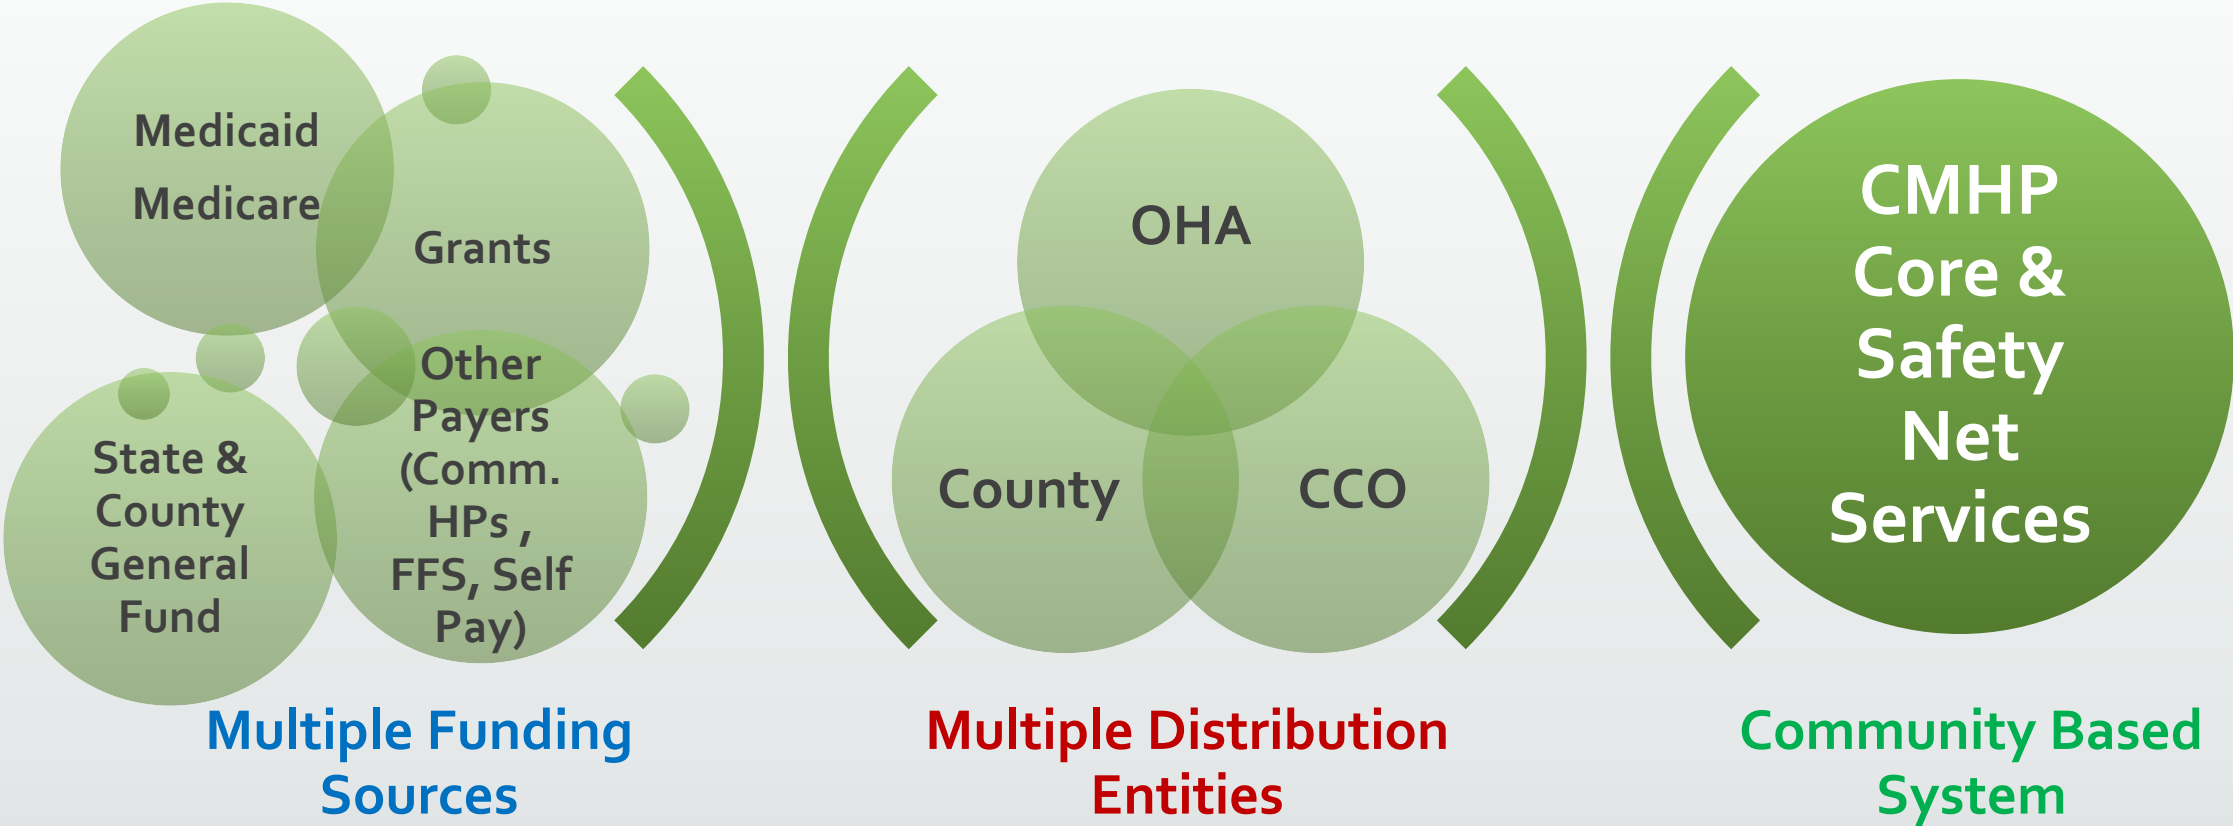 Medicaid
Medicare
Grants
Other
Payers
(Comm.
HPs ,
FFS, Self
Pay)
State &
County
General
Fund
Multiple Funding
Sources
OHA
County
CCO
Multiple Distribution
Entities
CMHP
Core &
Safety
Net
Services
Community Based
System